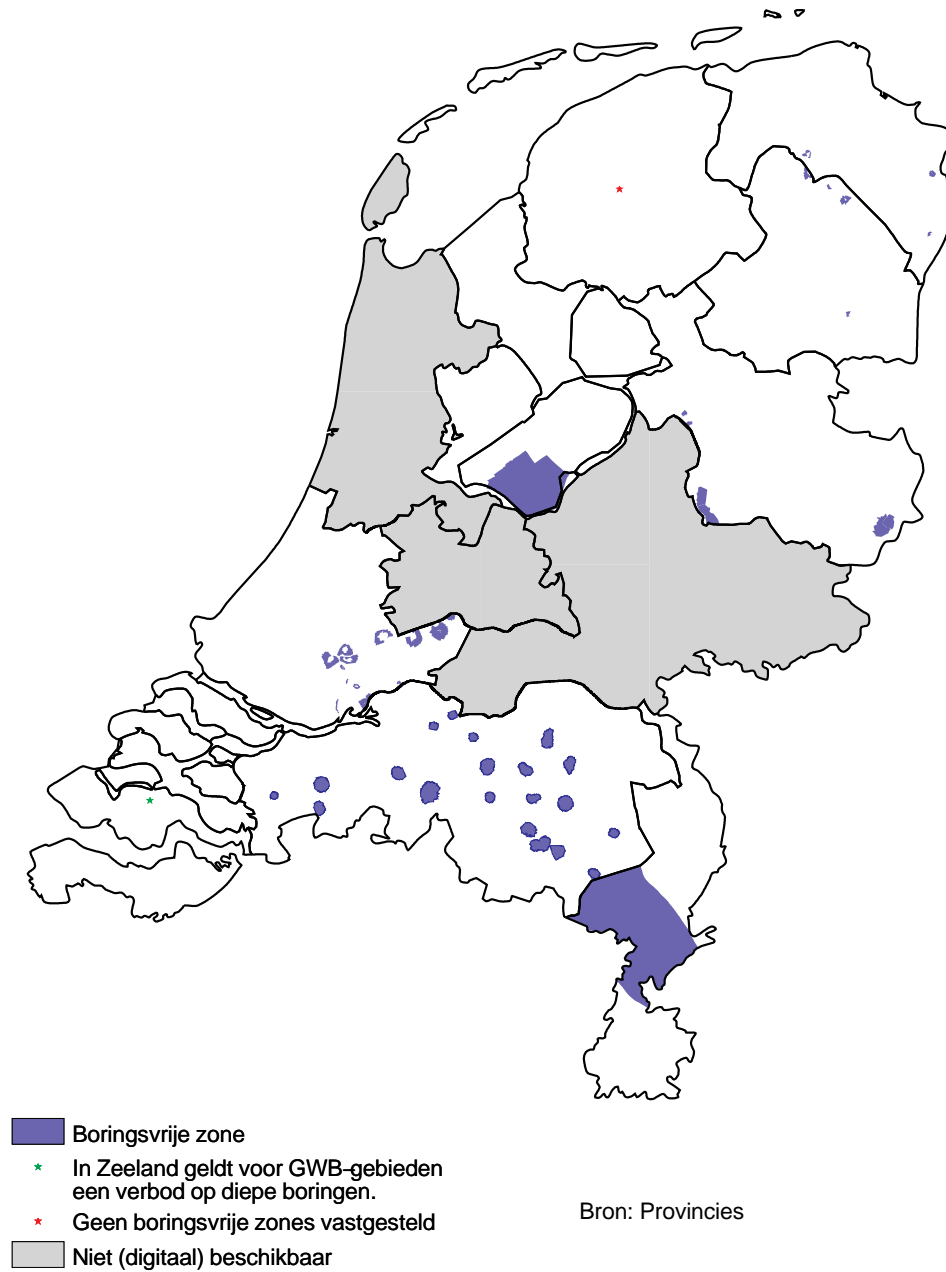 Boringsvrije zone
In Zeeland geldt voor GWB-gebieden
een verbod op diepe boringen.
Geen boringsvrije zones vastgesteld
Niet (digitaal) beschikbaar
Bron: Provincies